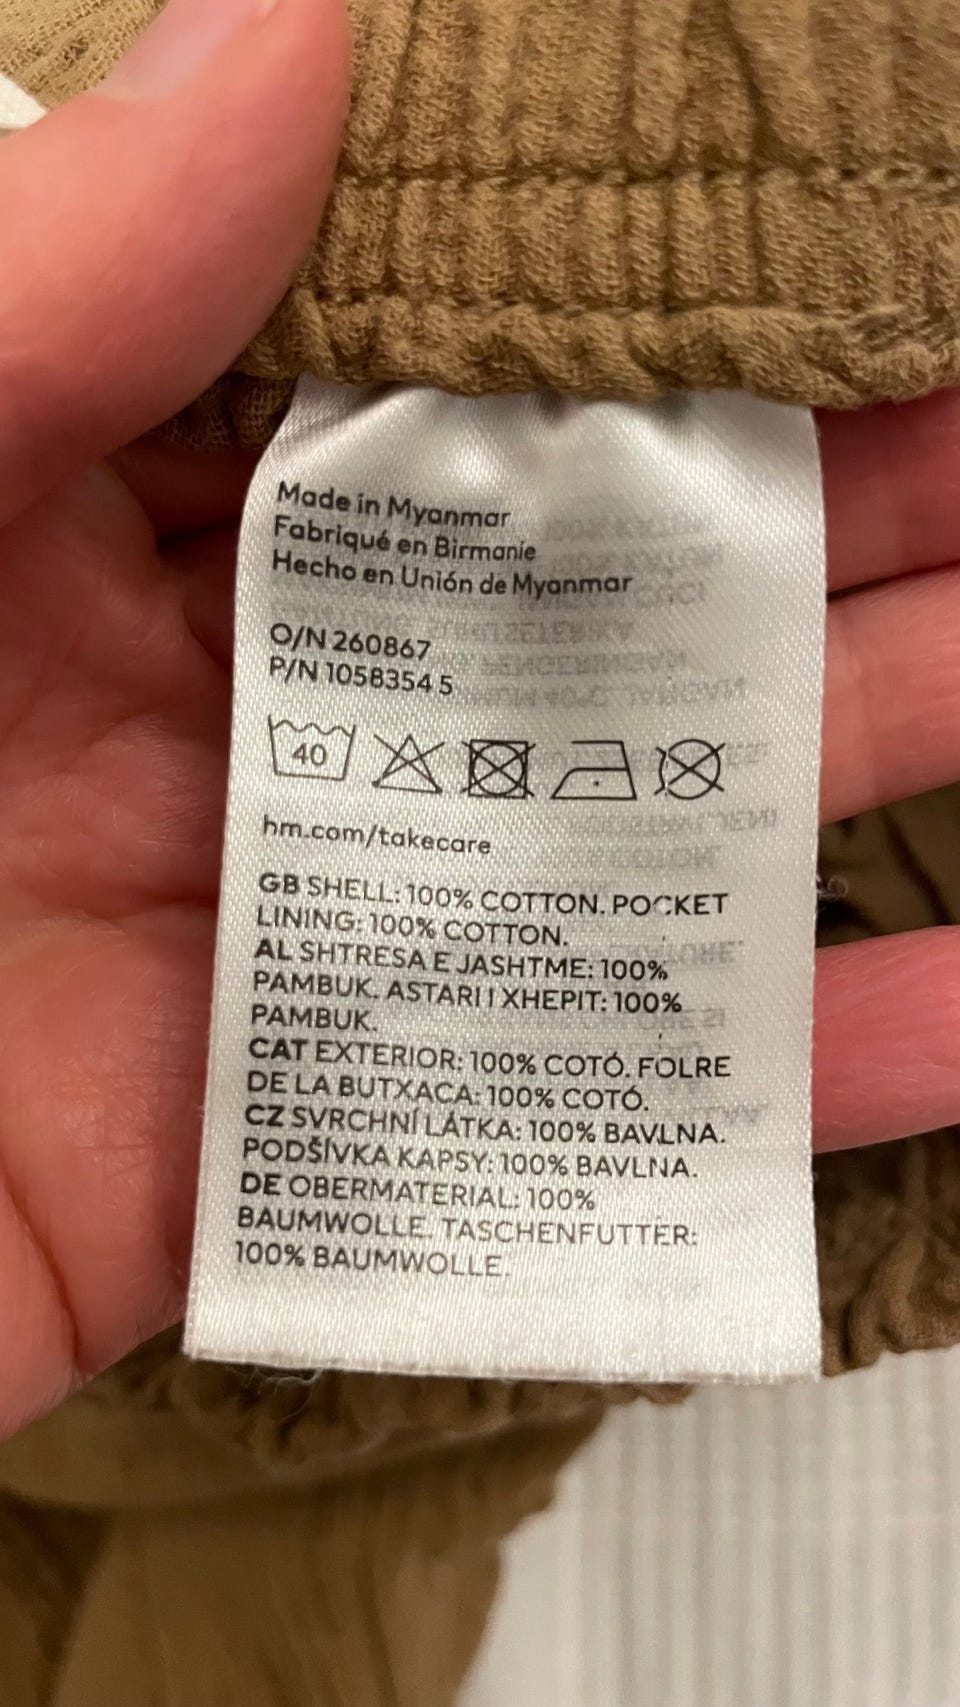 Made in Myanmar
Fabriqué en Birmanie
Hecho en Unión de Myanmar
O/N 260867
P/N 1058354 5
40
hm.com/takecare
GB SHELL: 100% COTTON. POCKET
LINING: 100% COTTON.
AL SHTRESA E JASHTME: 100%
PAMBUK. ASTARI I XHEPIT: 100%
PAMBUK.
CAT EXTERIOR: 100% COTÓ. FOLRE
DE LA BUTXACA: 100% COTÓ.
CZ SVRCHNÍ LÁTKA: 100% BAVLNA.
PODŠÍVKA KAPSY: 100% BAVLNA.
DE OBERMATERIAL: 100%
BAUMWOLLE. TASCHENFUTTER:
100% BAUMWOLLE.